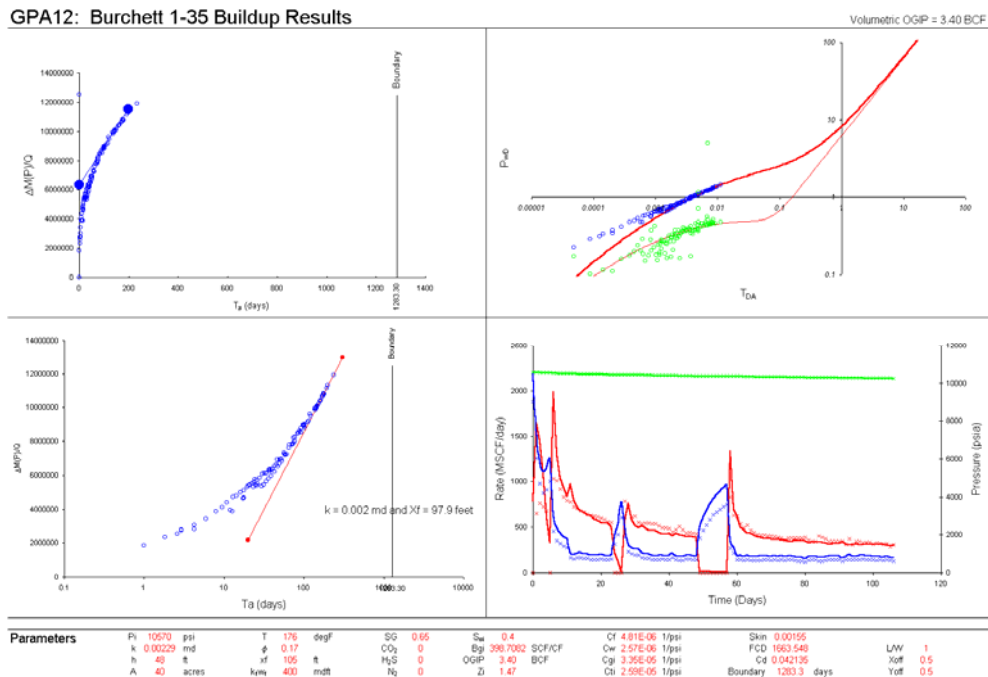 GPA12: Burchett 1-35 Buildup Results
Volumetric OGIP = 3.40 BCF
14000000
12000000
10000000
8000000
6000000
4000000
2000000
0
ΔM(P)/Q
0 200 400 600 800 1000 1200 1400
Ta (days)
Boundary
1283.30
100
10
1
0.1
PwD
0.00001 0.0001 0.01 0.1 1 10 100
TDA
14000000
12000000
10000000
8000000
6000000
4000000
2000000
0
ΔM(P)/Q
0.1 1 10 100 10000
Ta (days)
Boundary
1283.30
k = 0.002 md and Xf = 97.9 feet
2500
2000
1500
1000
500
0
Rate (MSCF/day)
12000
10000
8000
6000
4000
2000
0
Pressure (psia)
0 20 40 60 80 100 120
Time (Days)
Parameters
Pi 10570 psi T 176 degF SG 0.65 Swi 0.4 Cf 4.81E-06 1/psi Skin 0.00155
k 0.00229 md ϕ 0.17 CO2 0 Bgi 398.7082 SCF/CF Cw 2.57E-06 1/psi FCD 1663.548 L/W 1
h 48 ft xf 105 ft H2S 0 OGIP 3.40 BCF Cgi 3.35E-05 1/psi Cd 0.042135 Xoff 0.5
A 40 acres kfwf 400 mdft N2 0 Zi 1.47 Cti 2.59E-05 1/psi Boundary 1283.3 days Yoff 0.5